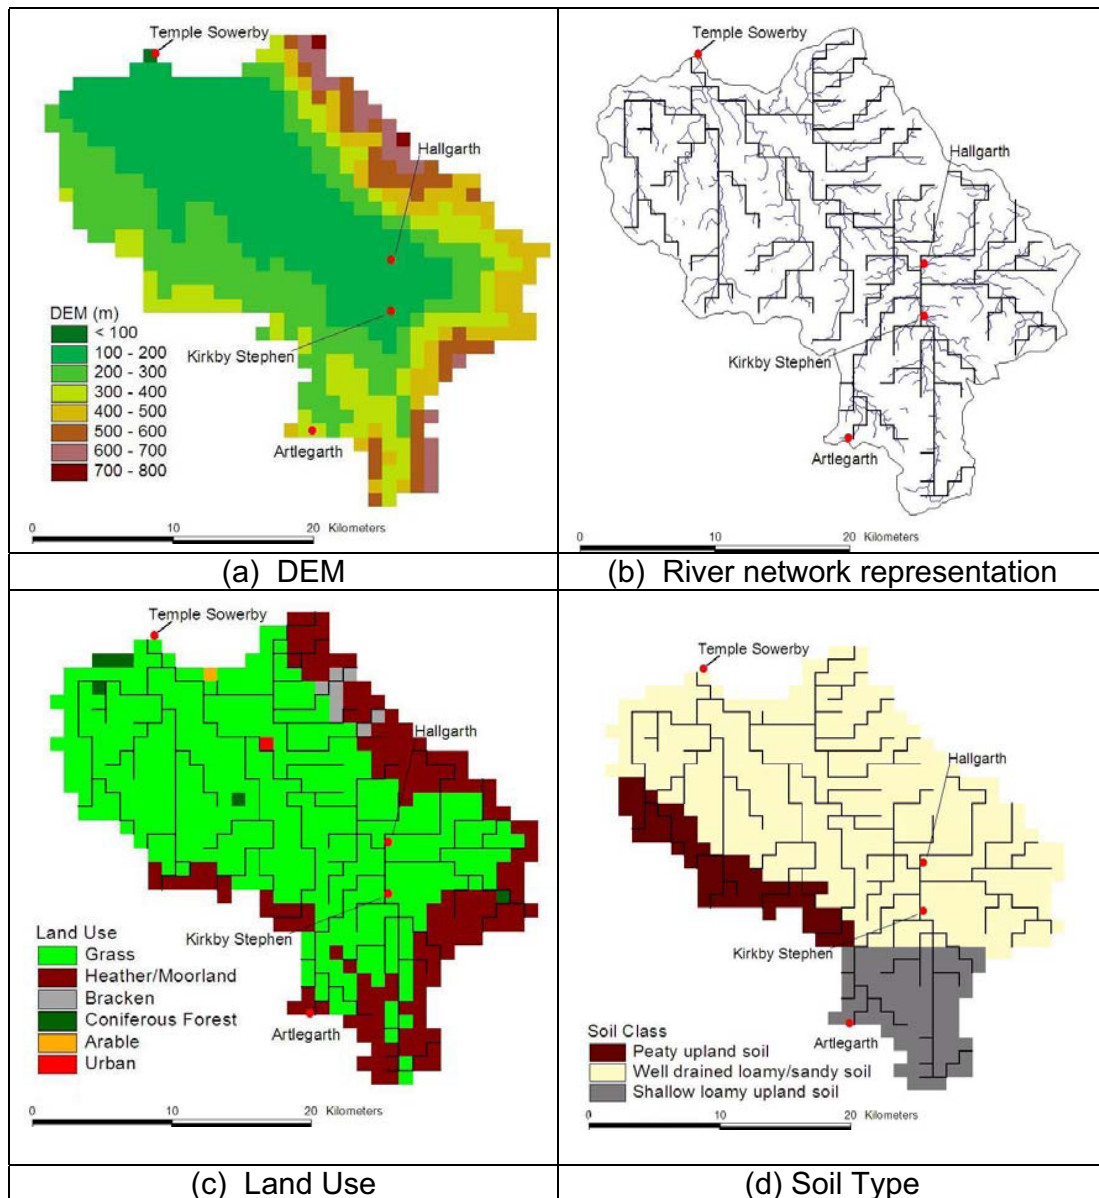 Temple Sowerby
Hallgarth
DEM (m)
< 100
100 - 200
200 - 300
300 - 400
400 - 500
500 - 600
600 - 700
700 - 800
Kirkby Stephen
Artlegarth
0 10 20 Kilometers
(a) DEM
Temple Sowerby
Hallgarth
Kirkby Stephen
Artlegarth
0 10 20 Kilometers
(b) River network representation
Temple Sowerby
Hallgarth
Kirkby Stephen
Land Use
Grass
Heather/Moorland
Bracken
Coniferous Forest
Arable
Urban
Artlegarth
0 10 20 Kilometers
(c) Land Use
Temple Sowerby
Hallgarth
Kirkby Stephen
Artlegarth
Soil Class
Peaty upland soil
Well drained loamy/sandy soil
Shallow loamy upland soil
0 10 20 Kilometers
(d) Soil Type